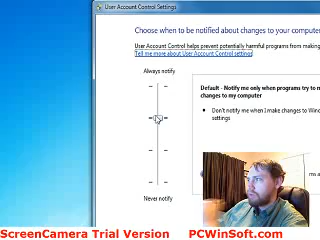 User Account Control Settings
Choose when to be notified about changes to your computer
User Account Control helps prevent potentially harmful programs from making
Tell me more about User Account Control settings
Always notify
Default - Notify me only when programs try to m
changes to my computer
• Don't notify me when I make changes to Wind
settings
ms a
Never notify
ScreenCamera Trial Version PCWinSoft.com